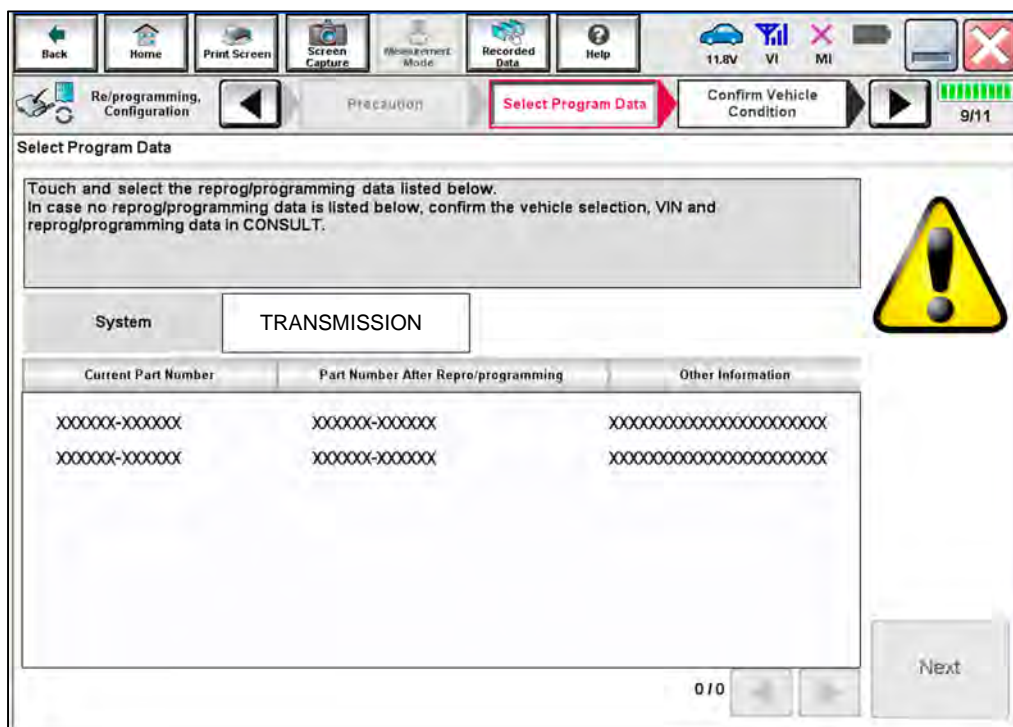 Back
Home
Print Screen
Screen
Capture
Measurement
Mode
Recorded
Data
Help
11.8V
VI
MI
Re/programming,
Configuration
Precaution
Select Program Data
Confirm Vehicle
Condition
9/11
Select Program Data
Touch and select the reprog/programming data listed below.
In case no reprog/programming data is listed below, confirm the vehicle selection, VIN and
reprog/programming data in CONSULT.
System
TRANSMISSION
Current Part Number
Part Number After Repro/programming
Other Information
XXXXXX-XXXXXX XXXXXX-XXXXXX XXXXXXXXXXXXXXXXXXXXXXX
XXXXXX-XXXXXX XXXXXX-XXXXXX XXXXXXXXXXXXXXXXXXXXXXX
0/0
Next